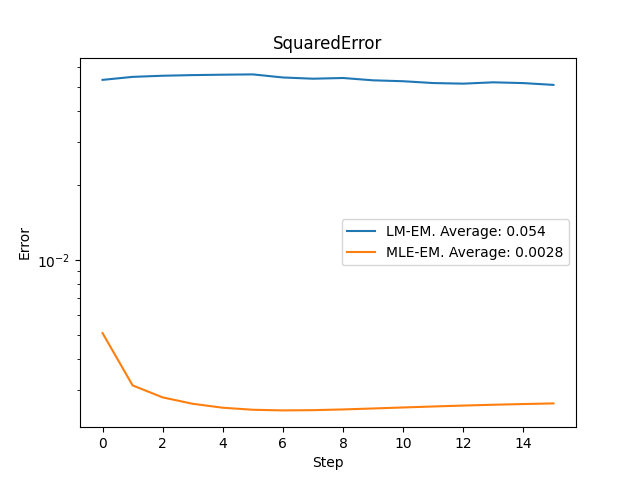 SquaredError
Error
10⁻²
LM-EM. Average: 0.054
MLE-EM. Average: 0.0028
0 2 4 6 8 10 12 14
Step